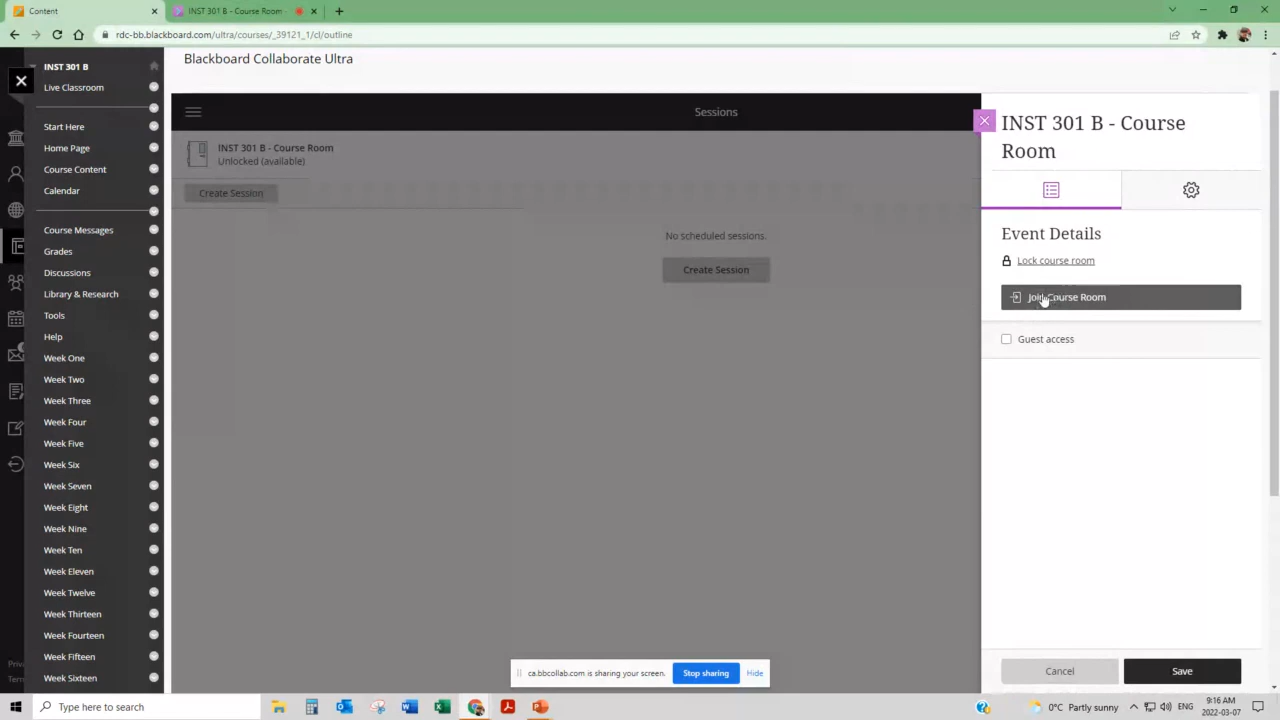 Content
INST 301 B - Course Room -
rdc-bb.blackboard.com/ultra/courses/_39121_1/cl/outline
INST 301 B
Live Classroom
Start Here
Home Page
Course Content
Calendar
Course Messages
Grades
Discussions
Library & Research
Tools
Help
Week One
Week Two
Week Three
Week Four
Week Five
Week Six
Week Seven
Week Eight
Week Nine
Week Ten
Week Eleven
Week Twelve
Week Thirteen
Week Fourteen
Week Fifteen
Week Sixteen
Blackboard Collaborate Ultra
Sessions
INST 301 B - Course Room
Unlocked (available)
Create Session
No scheduled sessions.
Create Session
INST 301 B - Course
Room
Event Details
Lock course room
Join Course Room
Guest access
Cancel
Save
ca.bbcollab.com is sharing your screen.
Stop sharing
Hide
Type here to search
0°C Partly sunny
ENG
9:16 AM
2022-03-07